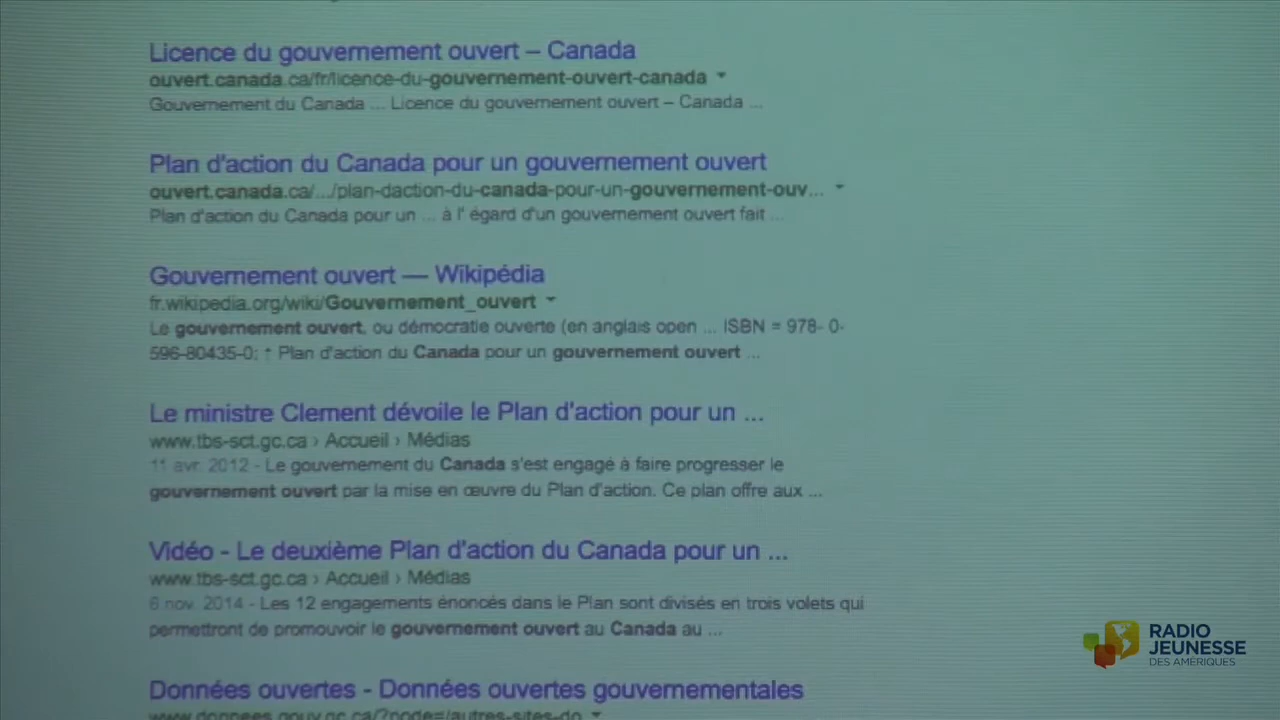 Licence du gouvernement ouvert – Canada
ouvert.canada.ca/fr/licence-du-gouvernement-ouvert-canada
Gouvernement du Canada ... Licence du gouvernement ouvert – Canada ...
Plan d'action du Canada pour un gouvernement ouvert
ouvert.canada.ca/.../plan-daction-du-canada-pour-un-gouvernement-ouv...
Plan d'action du Canada pour un ... à l' égard d'un gouvernement ouvert fait ...
Gouvernement ouvert — Wikipédia
fr.wikipedia.org/wiki/Gouvernement_ouvert
Le gouvernement ouvert, ou démocratie ouverte (en anglais open ... ISBN = 978- 0-
596-80435-0; ↑ Plan d'action du Canada pour un gouvernement ouvert ...
Le ministre Clement dévoile le Plan d'action pour un ...
www.tbs-sct.gc.ca › Accueil › Médias
11 avr. 2012 - Le gouvernement du Canada s'est engagé à faire progresser le
gouvernement ouvert par la mise en œuvre du Plan d'action. Ce plan offre aux ...
Vidéo - Le deuxième Plan d'action du Canada pour un ...
www.tbs-sct.gc.ca › Accueil › Médias
6 nov. 2014 - Les 12 engagements énoncés dans le Plan sont divisés en trois volets qui
permettront de promouvoir le gouvernement ouvert au Canada au ...
Données ouvertes - Données ouvertes gouvernementales
www.donnees.gouv.qc.ca/?node=/autres-sites-do
RADIO
JEUNESSE
DES AMÉRIQUES